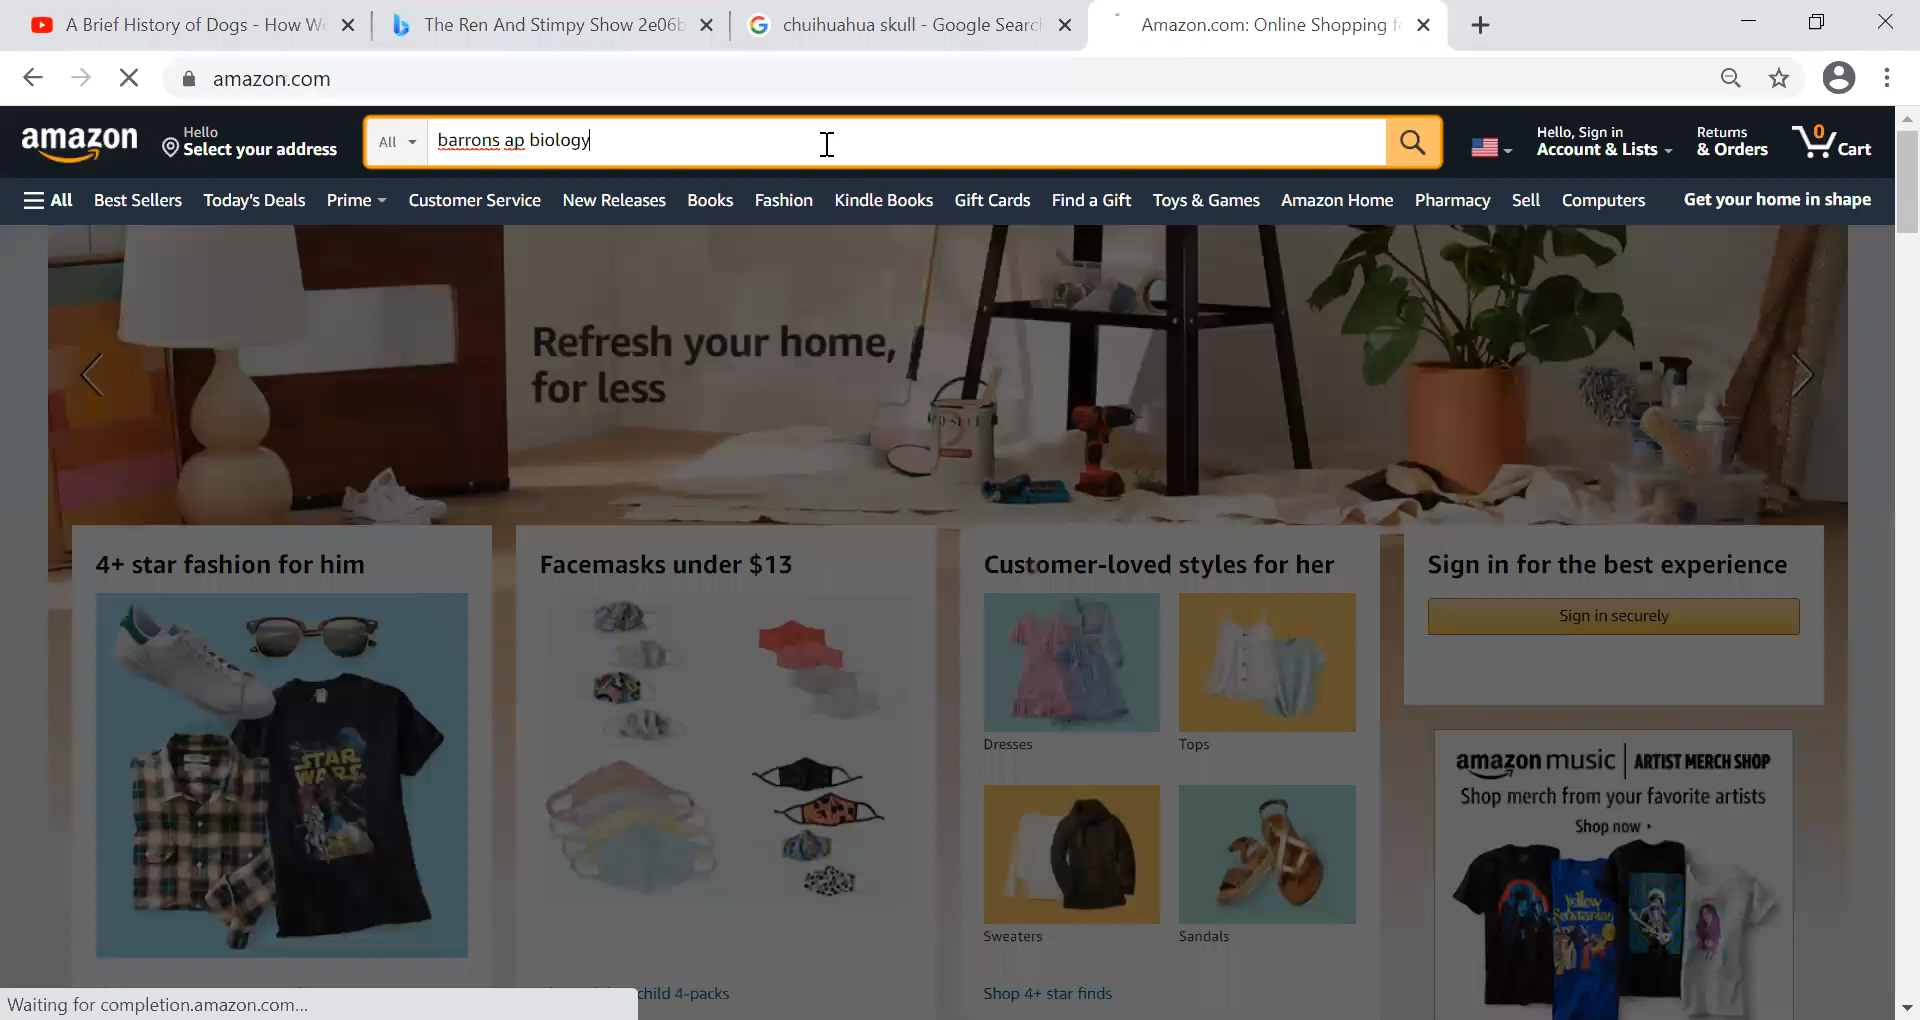 A Brief History of Dogs - How W
The Ren And Stimpy Show 2e06b
chuihuahua skull - Google Searc
Amazon.com: Online Shopping f
amazon.com
amazon
Hello
Select your address
All
barrons ap biology
Hello, Sign in
Account & Lists
Returns
& Orders
0
Cart
All
Best Sellers
Today's Deals
Prime
Customer Service
New Releases
Books
Fashion
Kindle Books
Gift Cards
Find a Gift
Toys & Games
Amazon Home
Pharmacy
Sell
Computers
Get your home in shape
Refresh your home,
for less
4+ star fashion for him
Facemasks under $13
Customer-loved styles for her
Sign in for the best experience
Sign in securely
STAR
WARS
Dresses
Tops
Sweaters
Sandals
amazon music | ARTIST MERCH SHOP
Shop merch from your favorite artists
Shop now
Yellow
Submarine
child 4-packs
Shop 4+ star finds
Waiting for completion.amazon.com...